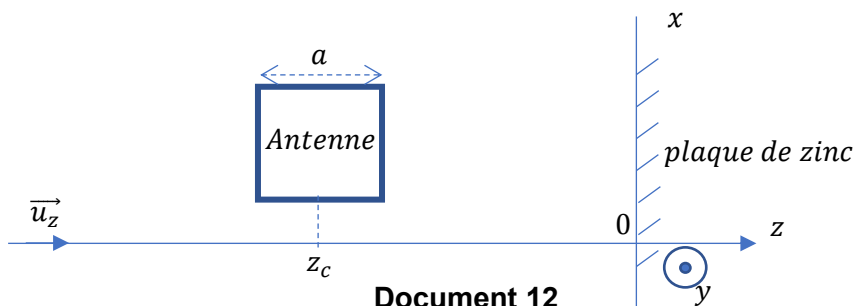 x
a
Antenne
plaque de zinc
u_z
0
z
z_c
y
Document 12